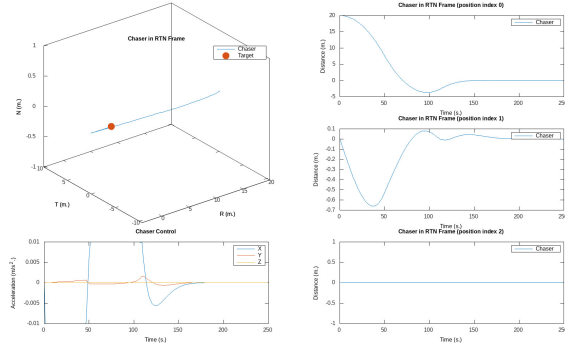 Chaser in RTN Frame
Chaser
Target
N (m.)
1
0.5
0
-0.5
-1
10
5
0
-5
-10
T (m.)
0
5
10
15
20
R (m.)
Chaser in RTN Frame (position index 0)
Chaser
Distance (m.)
20
15
10
5
0
-5
0 50 100 150 200 250
Time (s.)
Chaser in RTN Frame (position index 1)
Chaser
Distance (m.)
0.1
0
-0.1
-0.2
-0.3
-0.4
-0.5
-0.6
-0.7
0 50 100 150 200 250
Time (s.)
Chaser Control
X
Y
Z
Acceleration (m/s^2.)
0.01
0.005
0
-0.005
-0.01
0 50 100 150 200 250
Time (s.)
Chaser in RTN Frame (position index 2)
Chaser
Distance (m.)
1
0.5
0
-0.5
-1
0 50 100 150 200 250
Time (s.)